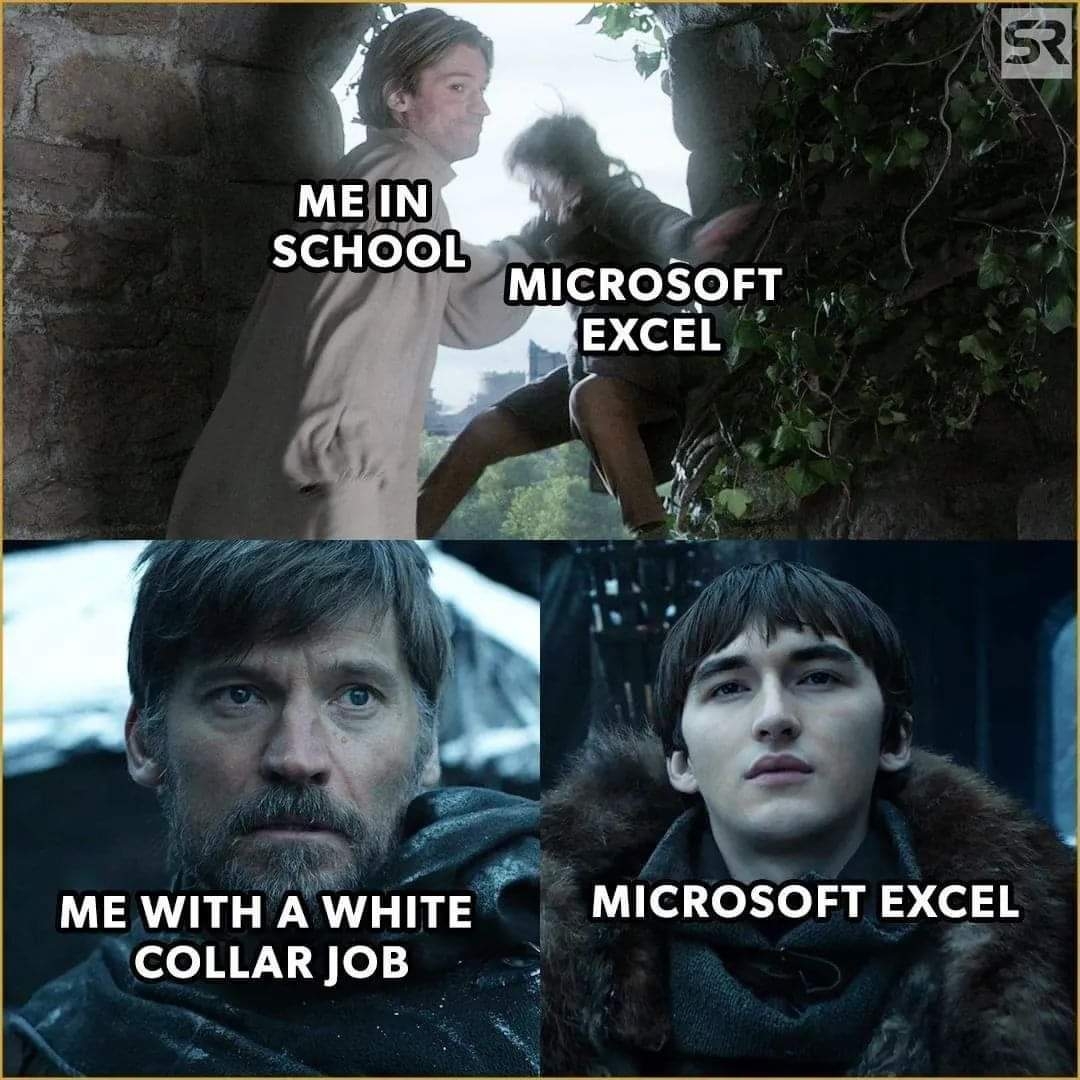 SR
ME IN
SCHOOL
MICROSOFT
EXCEL
ME WITH A WHITE
COLLAR JOB
MICROSOFT EXCEL